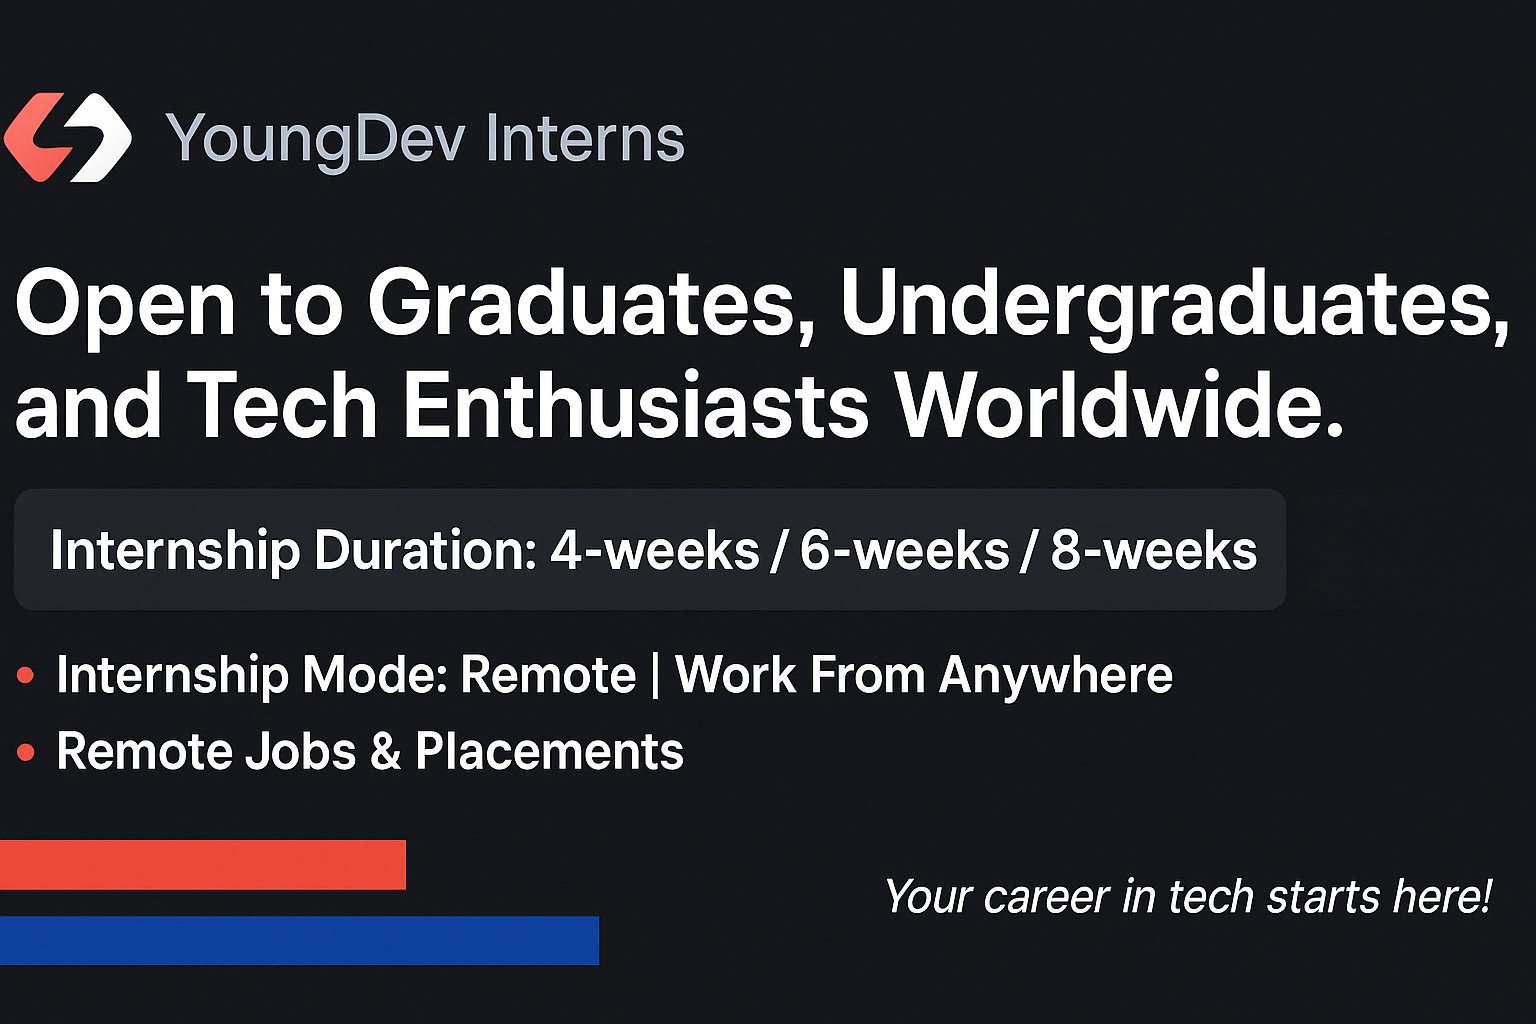 YoungDev Interns
Open to Graduates, Undergraduates,
and Tech Enthusiasts Worldwide.
Internship Duration: 4-weeks / 6-weeks / 8-weeks
• Internship Mode: Remote | Work From Anywhere
• Remote Jobs & Placements
Your career in tech starts here!